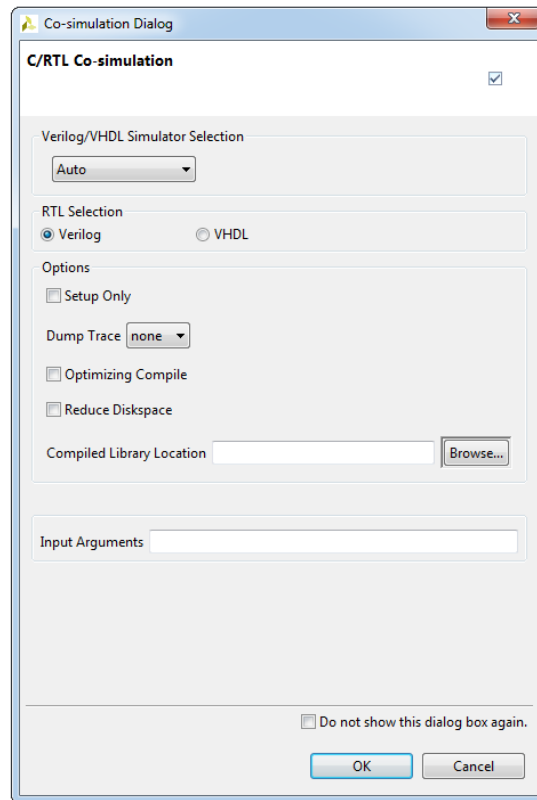 Co-simulation Dialog
C/RTL Co-simulation
Verilog/VHDL Simulator Selection
Auto
RTL Selection
Verilog VHDL
Options
Setup Only
Dump Trace none
Optimizing Compile
Reduce Diskspace
Compiled Library Location Browse...
Input Arguments
Do not show this dialog box again.
OK Cancel